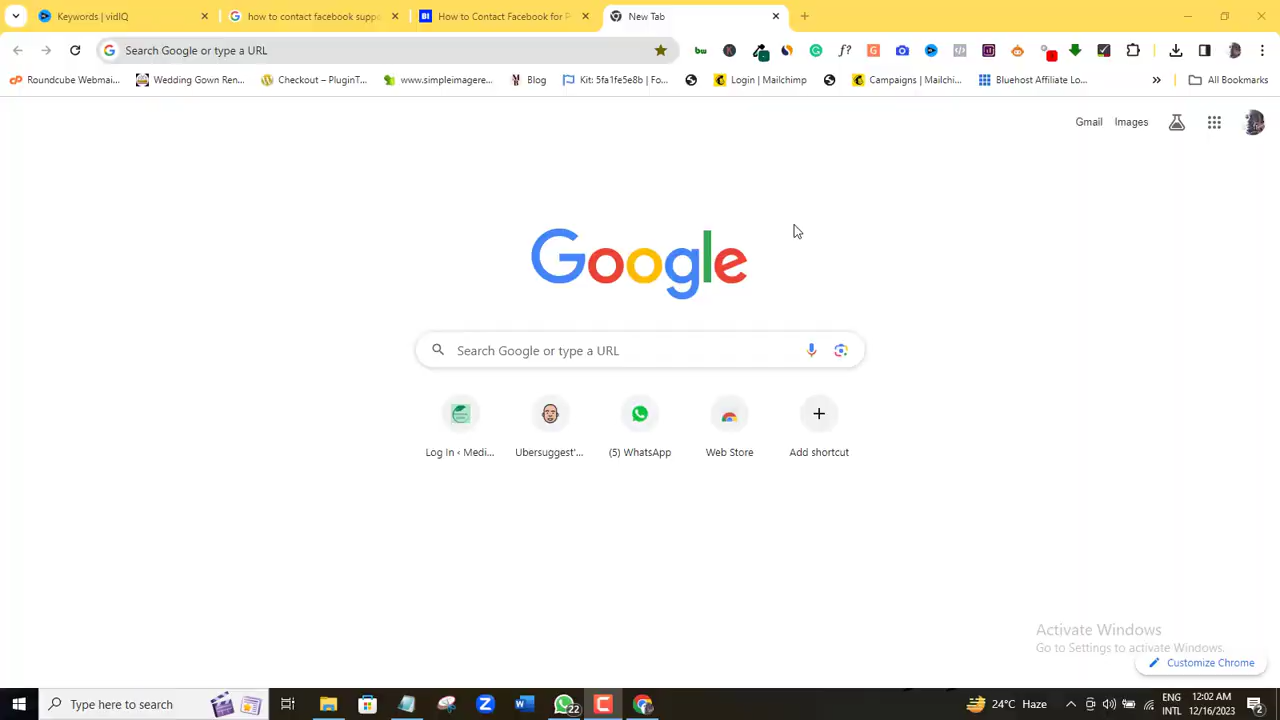 Keywords | vidIQ
how to contact facebook supp
How to Contact Facebook for P
New Tab
Search Google or type a URL
Roundcube Webmai...
Wedding Gown Ren...
Checkout – PluginT...
www.simpleimagere...
Blog
Kit: 5fa1fe5e8b | Fo...
Login | Mailchimp
Campaigns | Mailchi...
Bluehost Affiliate Lo...
All Bookmarks
Gmail
Images
Google
Search Google or type a URL
Log In ‹ Medi...
Ubersuggest'...
(5) WhatsApp
Web Store
Add shortcut
Activate Windows
Go to Settings to activate Windows.
Customize Chrome
Type here to search
22
24°C Haze
ENG
INTL
12:02 AM
12/16/2023
2